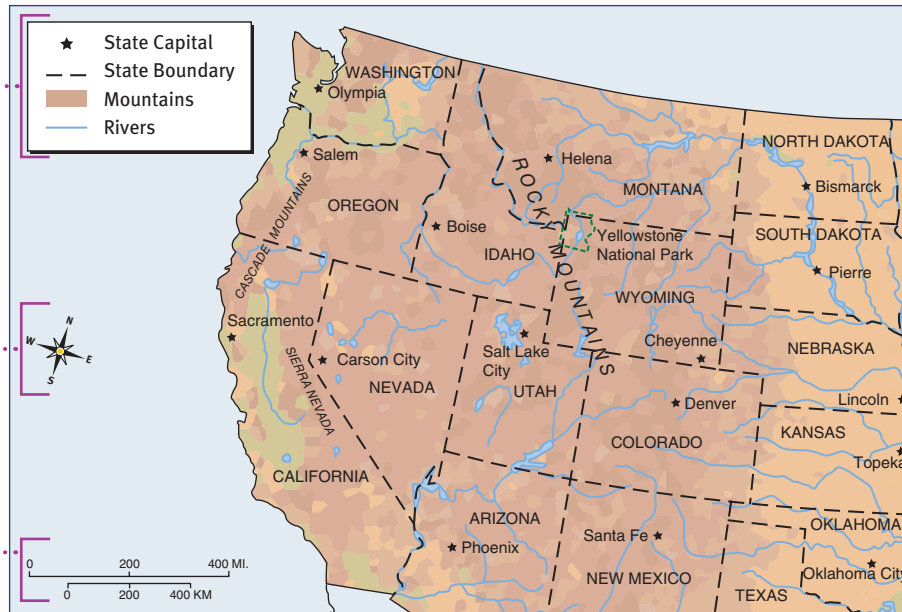 State Capital
State Boundary
Mountains
Rivers
WASHINGTON
Olympia
Salem
OREGON
CASCADE MOUNTAINS
Boise
IDAHO
ROCKY MOUNTAINS
Helena
MONTANA
Yellowstone
National Park
WYOMING
Cheyenne
NORTH DAKOTA
Bismarck
SOUTH DAKOTA
Pierre
NEBRASKA
Lincoln
N
W
E
S
Sacramento
SIERRA NEVADA
Carson City
NEVADA
Salt Lake
City
UTAH
Denver
COLORADO
KANSAS
Topeka
CALIFORNIA
ARIZONA
Phoenix
Santa Fe
NEW MEXICO
OKLAHOMA
Oklahoma City
TEXAS
0 200 400 MI.
0 200 400 KM